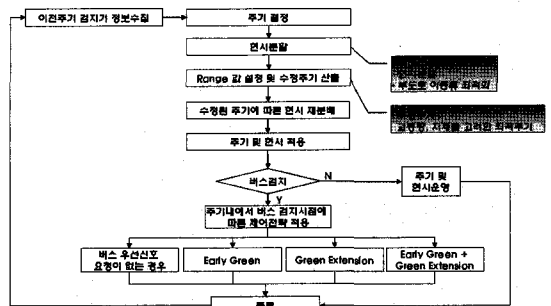 이전주기 검지기 정보수집
주기 결정
현시분할
Range 값 설정 및 수정주기 산출
수정된 주기에 따른 현시 재분배
주기 및 현시 적용
버스검지
N
주기 및
현시운영
Y
주기내에서 버스 검지시점에
따른 제어전략 적용
버스 우선신호
요청이 없는 경우
Early Green
Green Extension
Early Green +
Green Extension